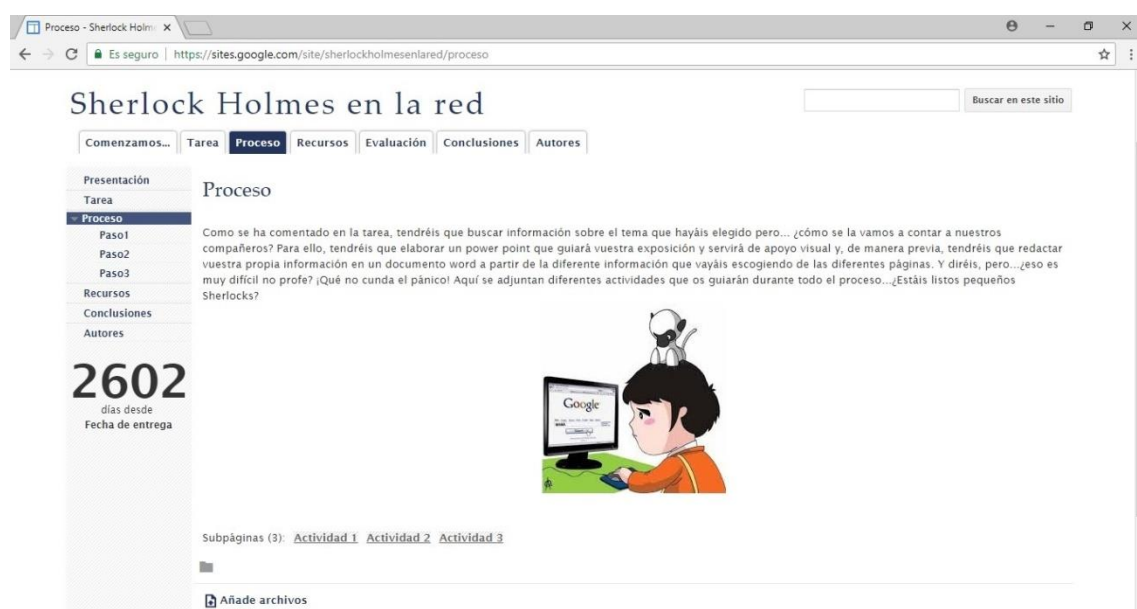 Proceso - Sherlock Holm
Es seguro | https://sites.google.com/site/sherlockholmesenlared/proceso
Sherlock Holmes en la red
Buscar en este sitio
Comenzamos... Tarea Proceso Recursos Evaluación Conclusiones Autores
Presentación
Tarea
Proceso
Paso1
Paso2
Paso3
Recursos
Conclusiones
Autores
2602
días desde
Fecha de entrega
Proceso
Como se ha comentado en la tarea, tendréis que buscar información sobre el tema que hayáis elegido pero... ¿cómo se la vamos a contar a nuestros
compañeros? Para ello, tendréis que elaborar un power point que guiará vuestra exposición y servirá de apoyo visual y, de manera previa, tendréis que redactar
vuestra propia información en un documento word a partir de la diferente información que vayáis escogiendo de las diferentes páginas. Y diréis, pero...¿eso es
muy difícil no profe? ¡Qué no cunda el pánico! Aquí se adjuntan diferentes actividades que os guiarán durante todo el proceso...¿Estáis listos pequeños
Sherlocks?
Google
Subpáginas (3): Actividad 1 Actividad 2 Actividad 3
Añade archivos